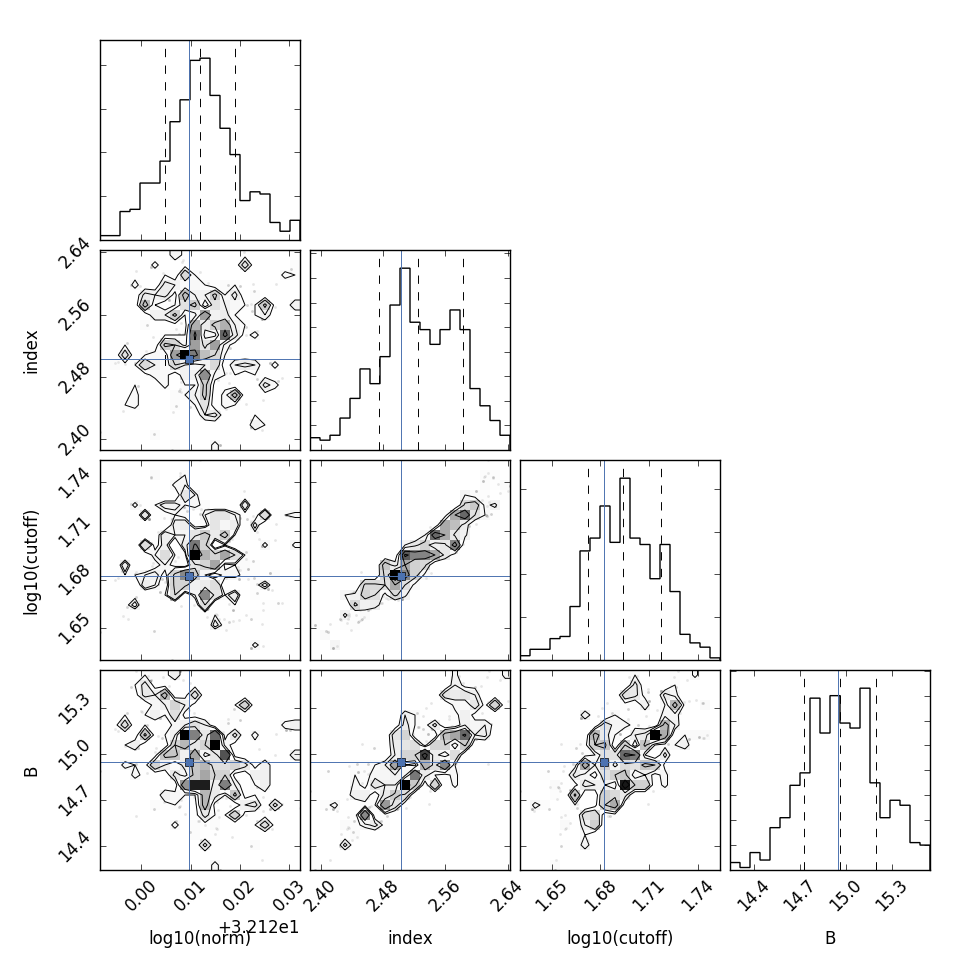 2.64
2.56
2.48
2.40
index
1.74
1.71
1.68
1.65
log10(cutoff)
15.3
15.0
14.7
14.4
B
0.00 0.01 0.02 0.03
+3.212e1
log10(norm)
2.40 2.48 2.56 2.64
index
1.65 1.68 1.71 1.74
log10(cutoff)
14.4 14.7 15.0 15.3
B